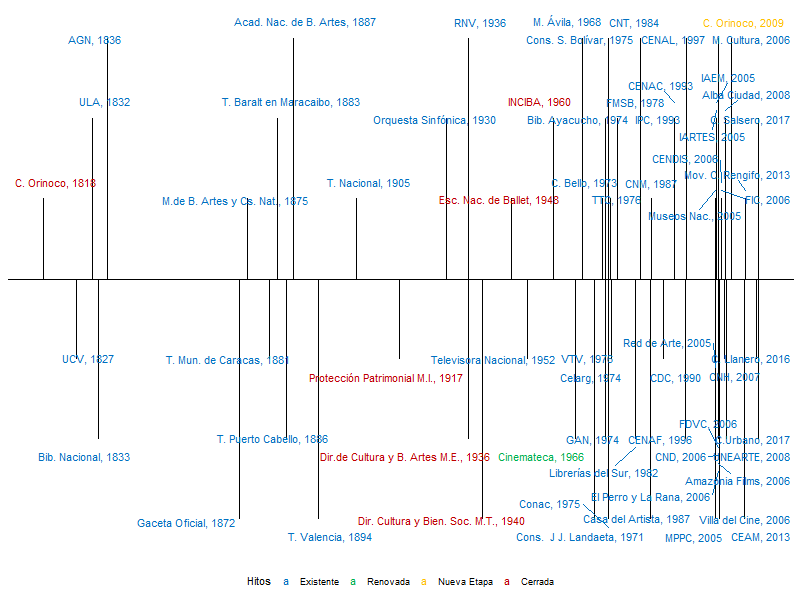 Acad. Nac. de B. Artes, 1887
RNV, 1936
M. Ávila, 1968
CNT, 1984
C. Orinoco, 2009
AGN, 1836
Cons. S. Bolívar, 1975
CENAL, 1997
M. Cultura, 2006
IAEM, 2005
CENAC, 1993
Alba Ciudad, 2008
ULA, 1832
T. Baralt en Maracaibo, 1883
INCIBA, 1960
FMSB, 1978
Orquesta Sinfónica, 1930
Bib. Ayacucho, 1974
IPC, 1993
C. Salsero, 2017
IARTES, 2005
CENDIS, 2006
Mov. C. Rengifo, 2013
C. Orinoco, 1818
T. Nacional, 1905
C. Bello, 1973
CNM, 1987
M.de B. Artes y Cs. Nat., 1875
Esc. Nac. de Ballet, 1948
TTC, 1976
FIC, 2006
Museos Nac., 2005
Red de Arte, 2005
UCV, 1827
T. Mun. de Caracas, 1881
Televisora Nacional, 1952
VTV, 1973
C. Llanero, 2016
Protección Patrimonial M.I., 1917
Celarg, 1974
CDC, 1990
CNH, 2007
FDVC, 2006
T. Puerto Cabello, 1886
GAN, 1974
CENAF, 1996
C.Urbano, 2017
Bib. Nacional, 1833
Dir.de Cultura y B. Artes M.E., 1936
Cinemateca, 1966
CND, 2006
UNEARTE, 2008
Librerías del Sur, 1982
Amazonia Films, 2006
El Perro y La Rana, 2006
Conac, 1975
Gaceta Oficial, 1872
Dir. Cultura y Bien. Soc. M.T., 1940
Casa del Artista, 1987
Villa del Cine, 2006
T. Valencia, 1894
Cons. J J. Landaeta, 1971
MPPC, 2005
CEAM, 2013
Hitos a Existente a Renovada a Nueva Etapa a Cerrada